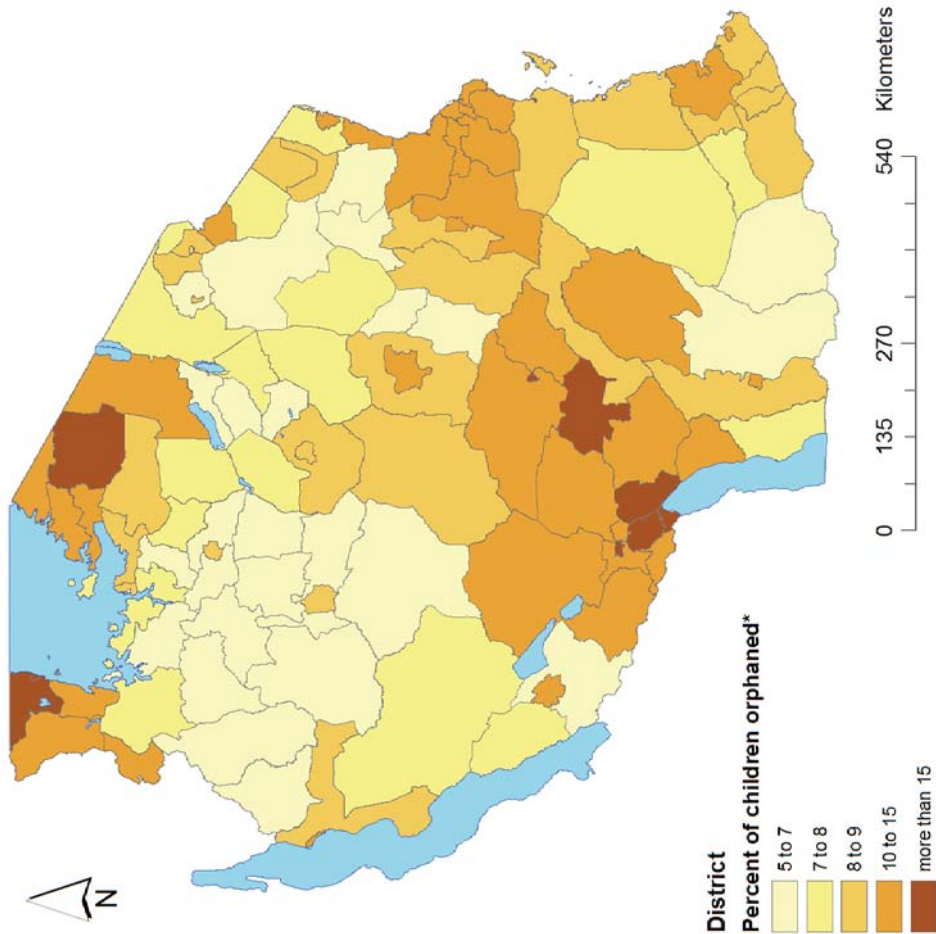 N
District
Percent of children orphaned*
5 to 7
7 to 8
8 to 9
10 to 15
more than 15
0 135 270 540 Kilometers